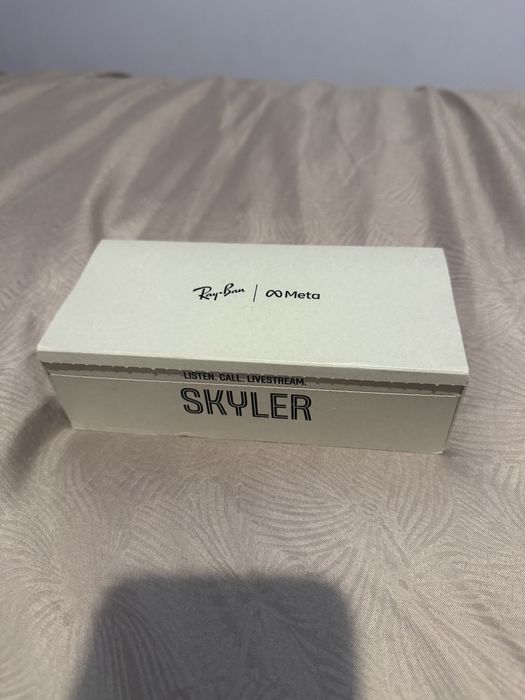 Ray-Ban | ∞ Meta
LISTEN. CALL. LIVESTREAM.
SKYLER